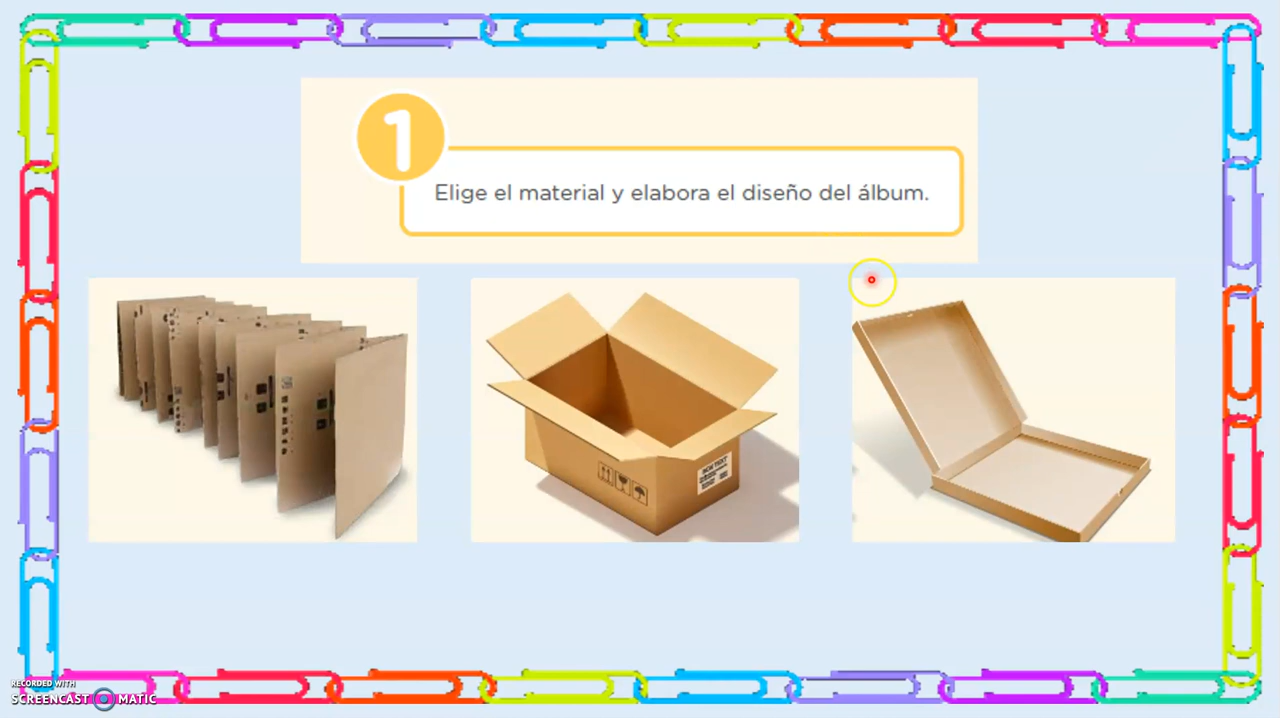 1
Elige el material y elabora el diseño del álbum.
RECORDED WITH
SCREENCAST MATIC